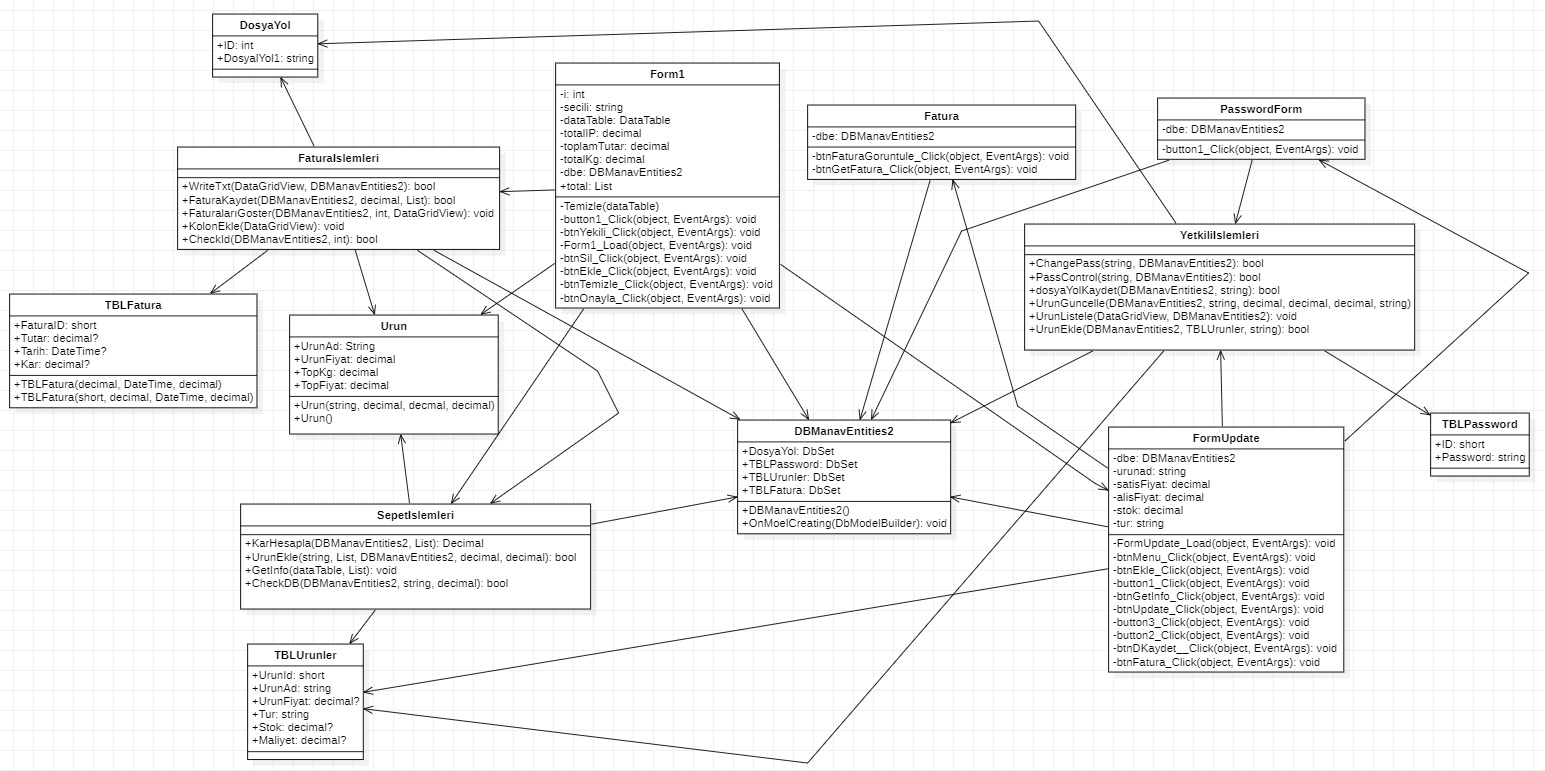 DosyaYol
+ID: int
+DosyalYol1: string
FaturaIslemleri
+WriteTxt(DataGridView, DBManavEntities2): bool
+FaturaKaydet(DBManavEntities2, decimal, List): bool
+FaturalarıGoster(DBManavEntities2, int, DataGridView): void
+KolonEkle(DataGridView): void
+CheckId(DBManavEntities2, int): bool
Form1
-i: int
-secili: string
-dataTable: DataTable
-totalIP: decimal
-toplamTutar: decimal
-totalKg: decimal
-dbe: DBManavEntities2
+total: List
-Temizle(dataTable)
-button1_Click(object, EventArgs): void
-btnYekili_Click(object, EventArgs): void
-Form1_Load(object, EventArgs): void
-btnSil_Click(object, EventArgs): void
-btnEkle_Click(object, EventArgs): void
-btnTemizle_Click(object, EventArgs): void
-btnOnayla_Click(object, EventArgs): void
Fatura
-dbe: DBManavEntities2
-btnFaturaGoruntule_Click(object, EventArgs): void
-btnGetFatura_Click(object, EventArgs): void
PasswordForm
-dbe: DBManavEntities2
-button1_Click(object, EventArgs): void
YetkiliIslemleri
+ChangePass(string, DBManavEntities2): bool
+PassControl(string, DBManavEntities2): bool
+dosyaYolKaydet(DBManavEntities2, string): bool
+UrunGuncelle(DBManavEntities2, string, decimal, decimal, decimal, string)
+UrunListele(DataGridView, DBManavEntities2): void
+UrunEkle(DBManavEntities2, TBLUrunler, string): bool
TBLFatura
+FaturaID: short
+Tutar: decimal?
+Tarih: DateTime?
+Kar: decimal?
+TBLFatura(decimal, DateTime, decimal)
+TBLFatura(short, decimal, DateTime, decimal)
Urun
+UrunAd: String
+UrunFiyat: decimal
+TopKg: decimal
+TopFiyat: decimal
+Urun(string, decimal, decmal, decimal)
+Urun()
DBManavEntities2
+DosyaYol: DbSet
+TBLPassword: DbSet
+TBLUrunler: DbSet
+TBLFatura: DbSet
+DBManavEntities2()
+OnMoelCreating(DbModelBuilder): void
TBLPassword
+ID: short
+Password: string
FormUpdate
-dbe: DBManavEntities2
-urunad: string
-satisFiyat: decimal
-alisFiyat: decimal
-stok: decimal
-tur: string
-FormUpdate_Load(object, EventArgs): void
-btnMenu_Click(object, EventArgs): void
-btnEkle_Click(object, EventArgs): void
-button1_Click(object, EventArgs): void
-btnGetInfo_Click(object, EventArgs): void
-btnUpdate_Click(object, EventArgs): void
-button3_Click(object, EventArgs): void
-button2_Click(object, EventArgs): void
-btnDKaydet__Click(object, EventArgs): void
-btnFatura_Click(object, EventArgs): void
SepetIslemleri
+KarHesapla(DBManavEntities2, List): Decimal
+UrunEkle(string, List, DBManavEntities2, decimal, decimal): bool
+GetInfo(dataTable, List): void
+CheckDB(DBManavEntities2, string, decimal): bool
TBLUrunler
+UrunId: short
+UrunAd: string
+UrunFiyat: decimal?
+Tur: string
+Stok: decimal?
+Maliyet: decimal?